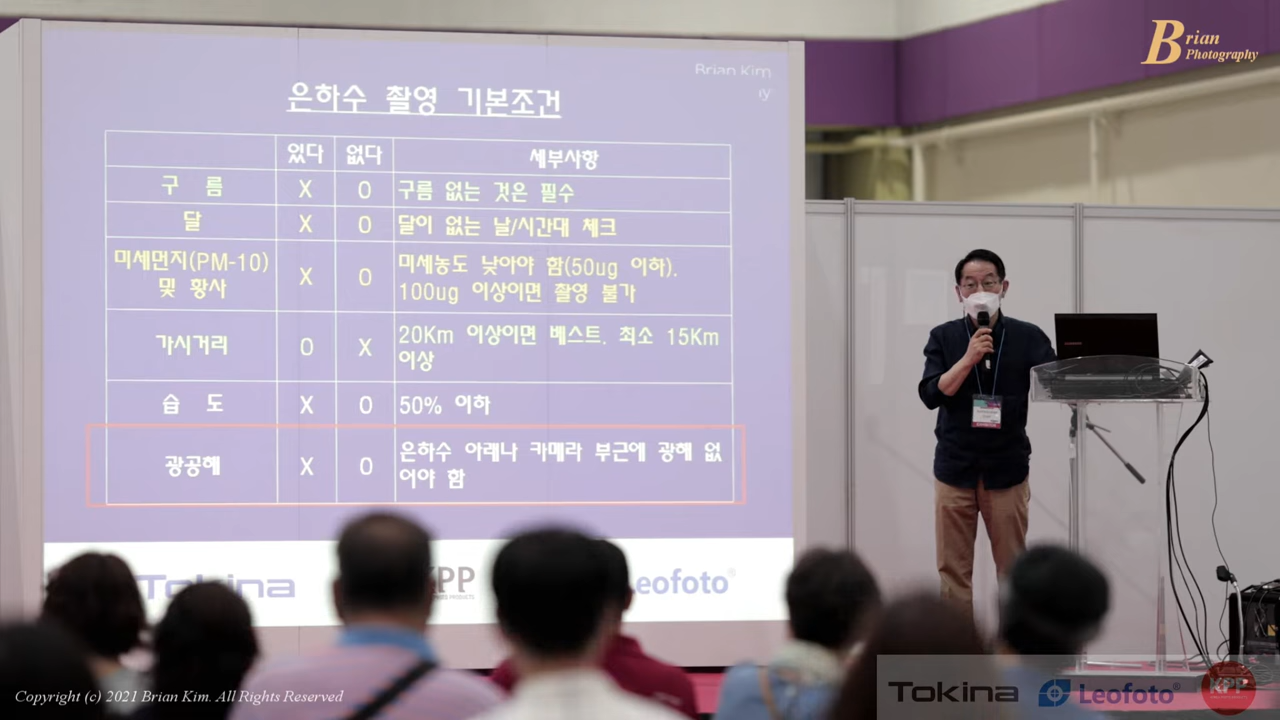 Brian
Photography
Brian Kim
은하수 촬영 기본조건
있다 없다 세부사항
구 름 X O 구름 없는 것은 필수
달 X O 달이 없는 날/시간대 체크
미세먼지(PM-10) 및 황사 X O 미세농도 낮아야 함(50ug 이하).
100ug 이상이면 촬영 불가
가시거리 O X 20Km 이상이면 베스트. 최소 15Km
이상
습 도 X O 50% 이하
광공해 X O 은하수 아래나 카메라 부근에 광해 없
어야 함
Tokina KPP Leofoto®
Copyright (c) 2021 Brian Kim. All Rights Reserved
Tokina Leofoto® KPP